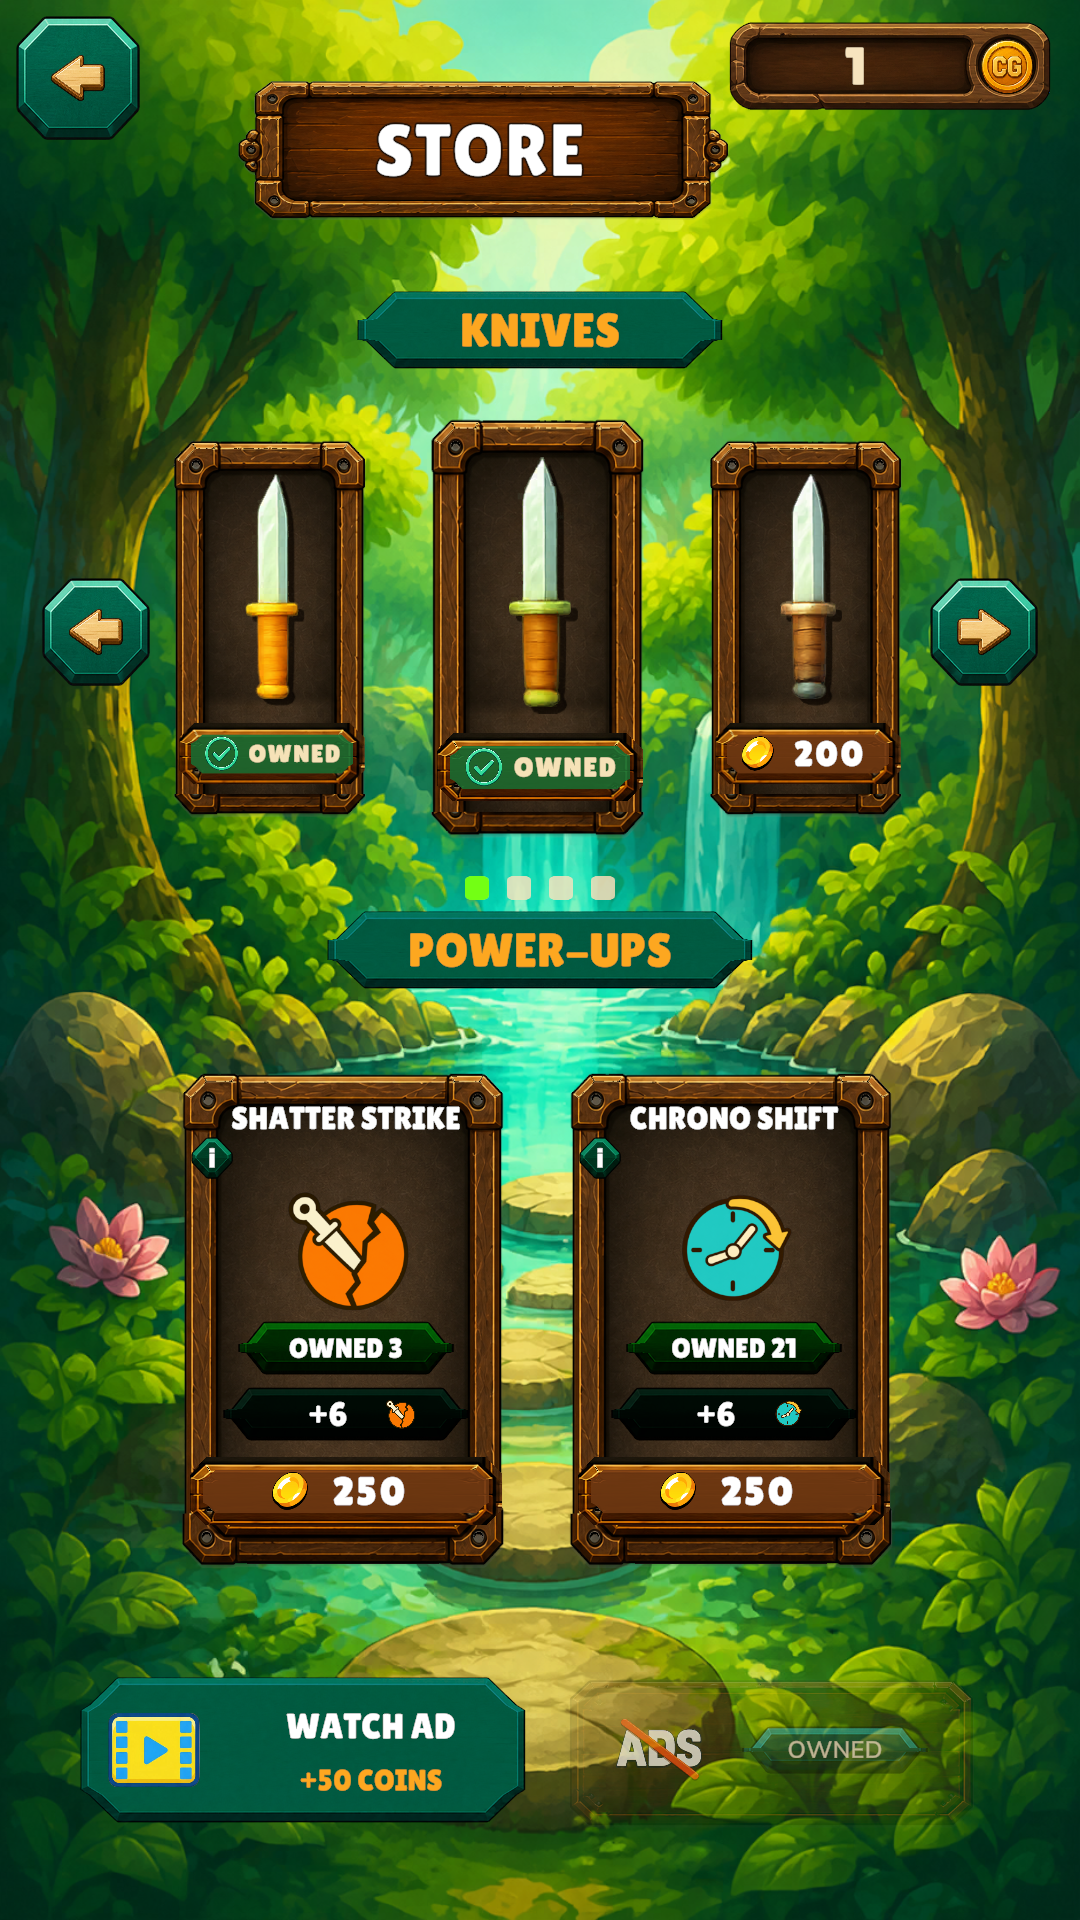 1
CG
STORE
KNIVES
OWNED
OWNED
200
POWER-UPS
SHATTER STRIKE
CHRONO SHIFT
i
i
OWNED 3
OWNED 21
+6
+6
250
250
WATCH AD
+50 COINS
ADS
OWNED